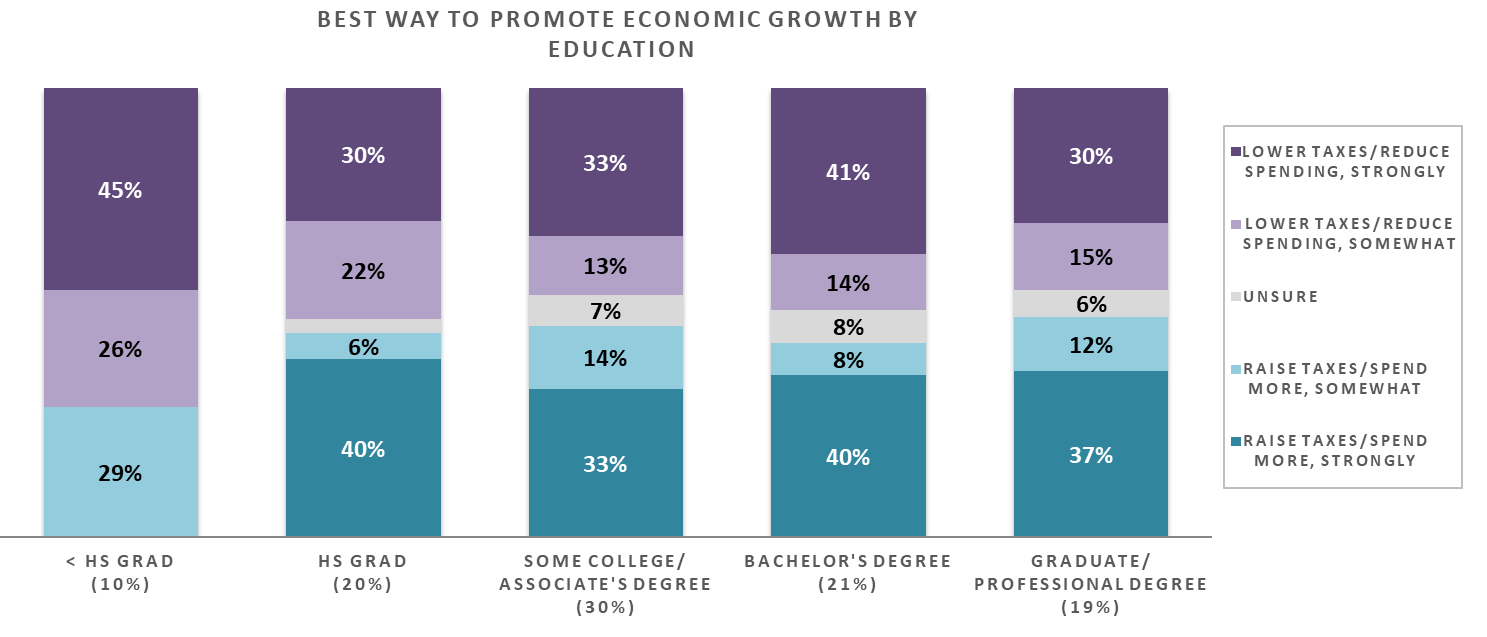 BEST WAY TO PROMOTE ECONOMIC GROWTH BY
EDUCATION
45%
26%
29%
30%
22%
6%
40%
33%
13%
7%
14%
33%
41%
14%
8%
8%
40%
30%
15%
6%
12%
37%
< HS GRAD
(10%)
HS GRAD
(20%)
SOME COLLEGE/
ASSOCIATE'S DEGREE
(30%)
BACHELOR'S DEGREE
(21%)
GRADUATE/
PROFESSIONAL DEGREE
(19%)
LOWER TAXES/REDUCE
SPENDING, STRONGLY
LOWER TAXES/REDUCE
SPENDING, SOMEWHAT
UNSURE
RAISE TAXES/SPEND
MORE, SOMEWHAT
RAISE TAXES/SPEND
MORE, STRONGLY